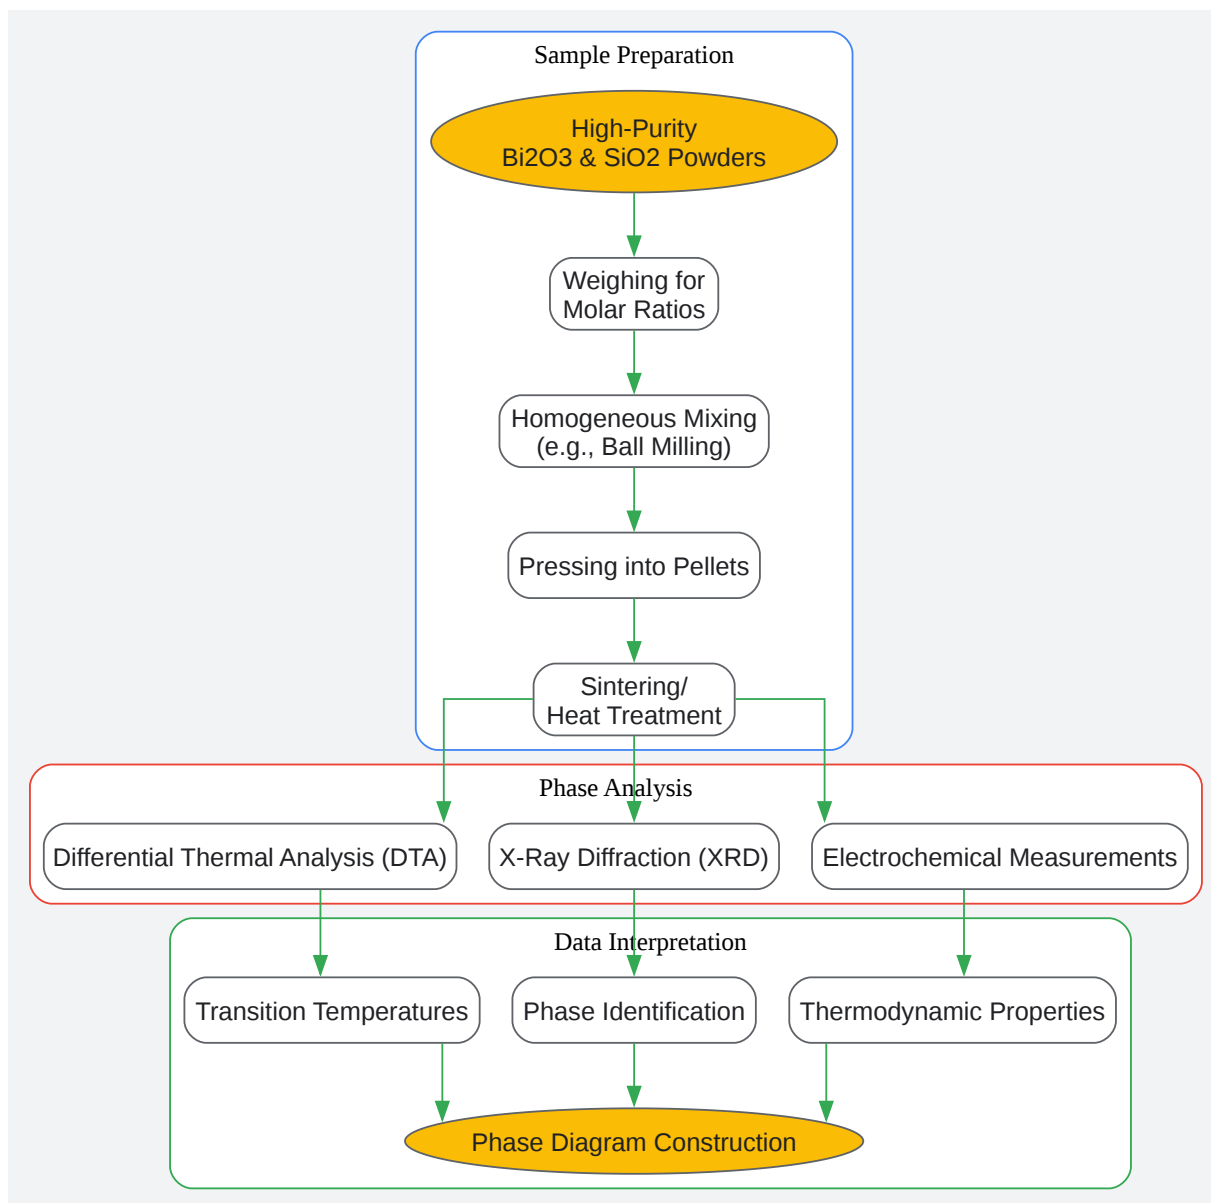 Sample Preparation
High-Purity
Bi2O3 & SiO2 Powders
Weighing for
Molar Ratios
Homogeneous Mixing
(e.g., Ball Milling)
Pressing into Pellets
Sintering/
Heat Treatment
Phase Analysis
Differential Thermal Analysis (DTA)
X-Ray Diffraction (XRD)
Electrochemical Measurements
Data Interpretation
Transition Temperatures
Phase Identification
Thermodynamic Properties
Phase Diagram Construction